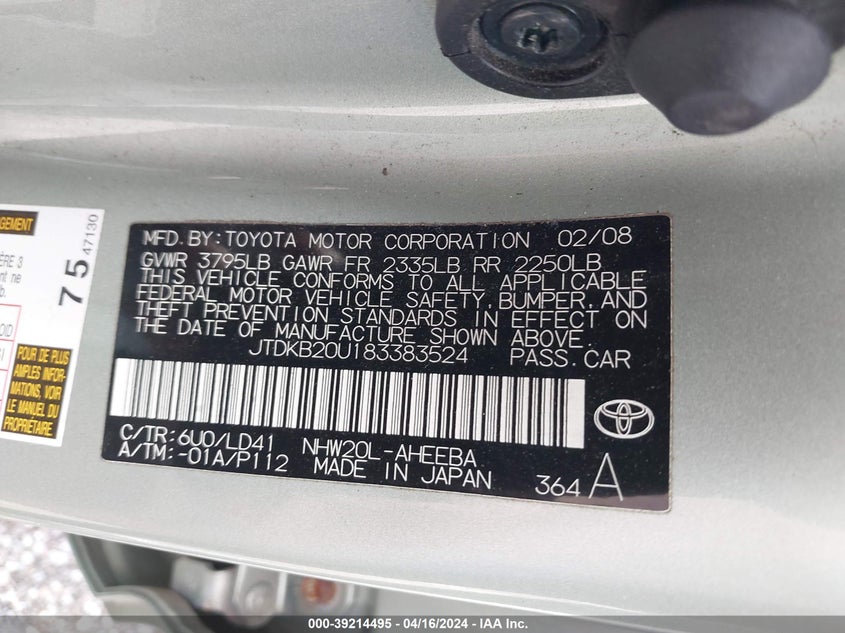 MFD. BY: TOYOTA MOTOR CORPORATION 02/08
GVWR 3795LB GAWR FR 2335LB RR 2250LB
THIS VEHICLE CONFORMS TO ALL APPLICABLE
FEDERAL MOTOR VEHICLE SAFETY, BUMPER, AND
THEFT PREVENTION STANDARDS IN EFFECT ON
THE DATE OF MANUFACTURE SHOWN ABOVE.
JTDKB20U183383524 PASS. CAR
C/TR: 6U0/LD41 NHW20L-AHEEBA
A/TM: -01A/P112 MADE IN JAPAN 364 A
75 47130
POUR DE PLUS
AMPLES INFOR-
MATIONS, VOIR
LE MANUEL DU
PROPRIÉTAIRE.
000-39214495 - 04/16/2024 - IAA Inc.